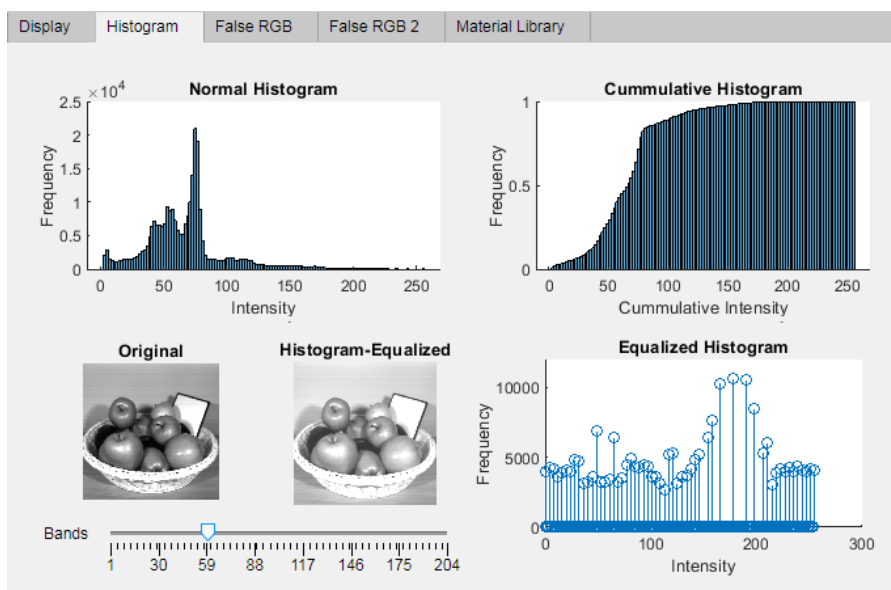 Display Histogram False RGB False RGB 2 Material Library
Normal Histogram
×10^4
2.5
2
1.5
1
0.5
0
Frequency
0 50 100 150 200 250
Intensity
Cummulative Histogram
1
0.5
0
Frequency
0 50 100 150 200 250
Cummulative Intensity
Original
Histogram-Equalized
Bands
1 30 59 88 117 146 175 204
Equalized Histogram
10000
5000
0
Frequency
0 100 200 300
Intensity